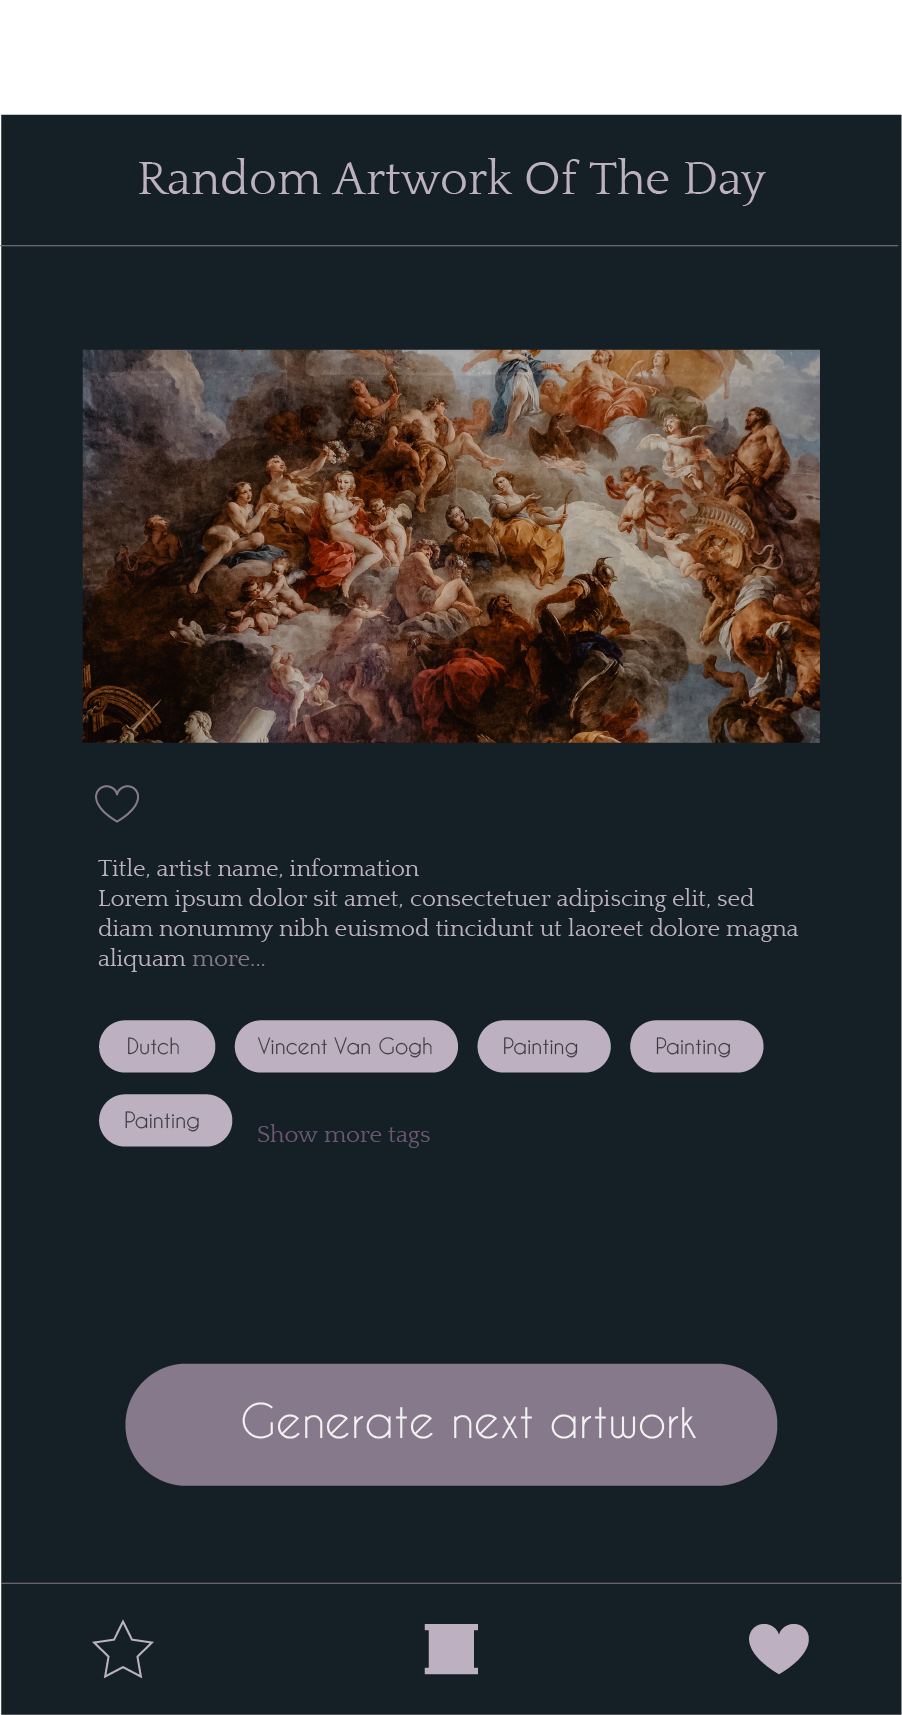 Random Artwork Of The Day
Title, artist name, information
Lorem ipsum dolor sit amet, consectetuer adipiscing elit, sed
diam nonummy nibh euismod tincidunt ut laoreet dolore magna
aliquam more...
Dutch Vincent Van Gogh Painting Painting
Painting Show more tags
Generate next artwork